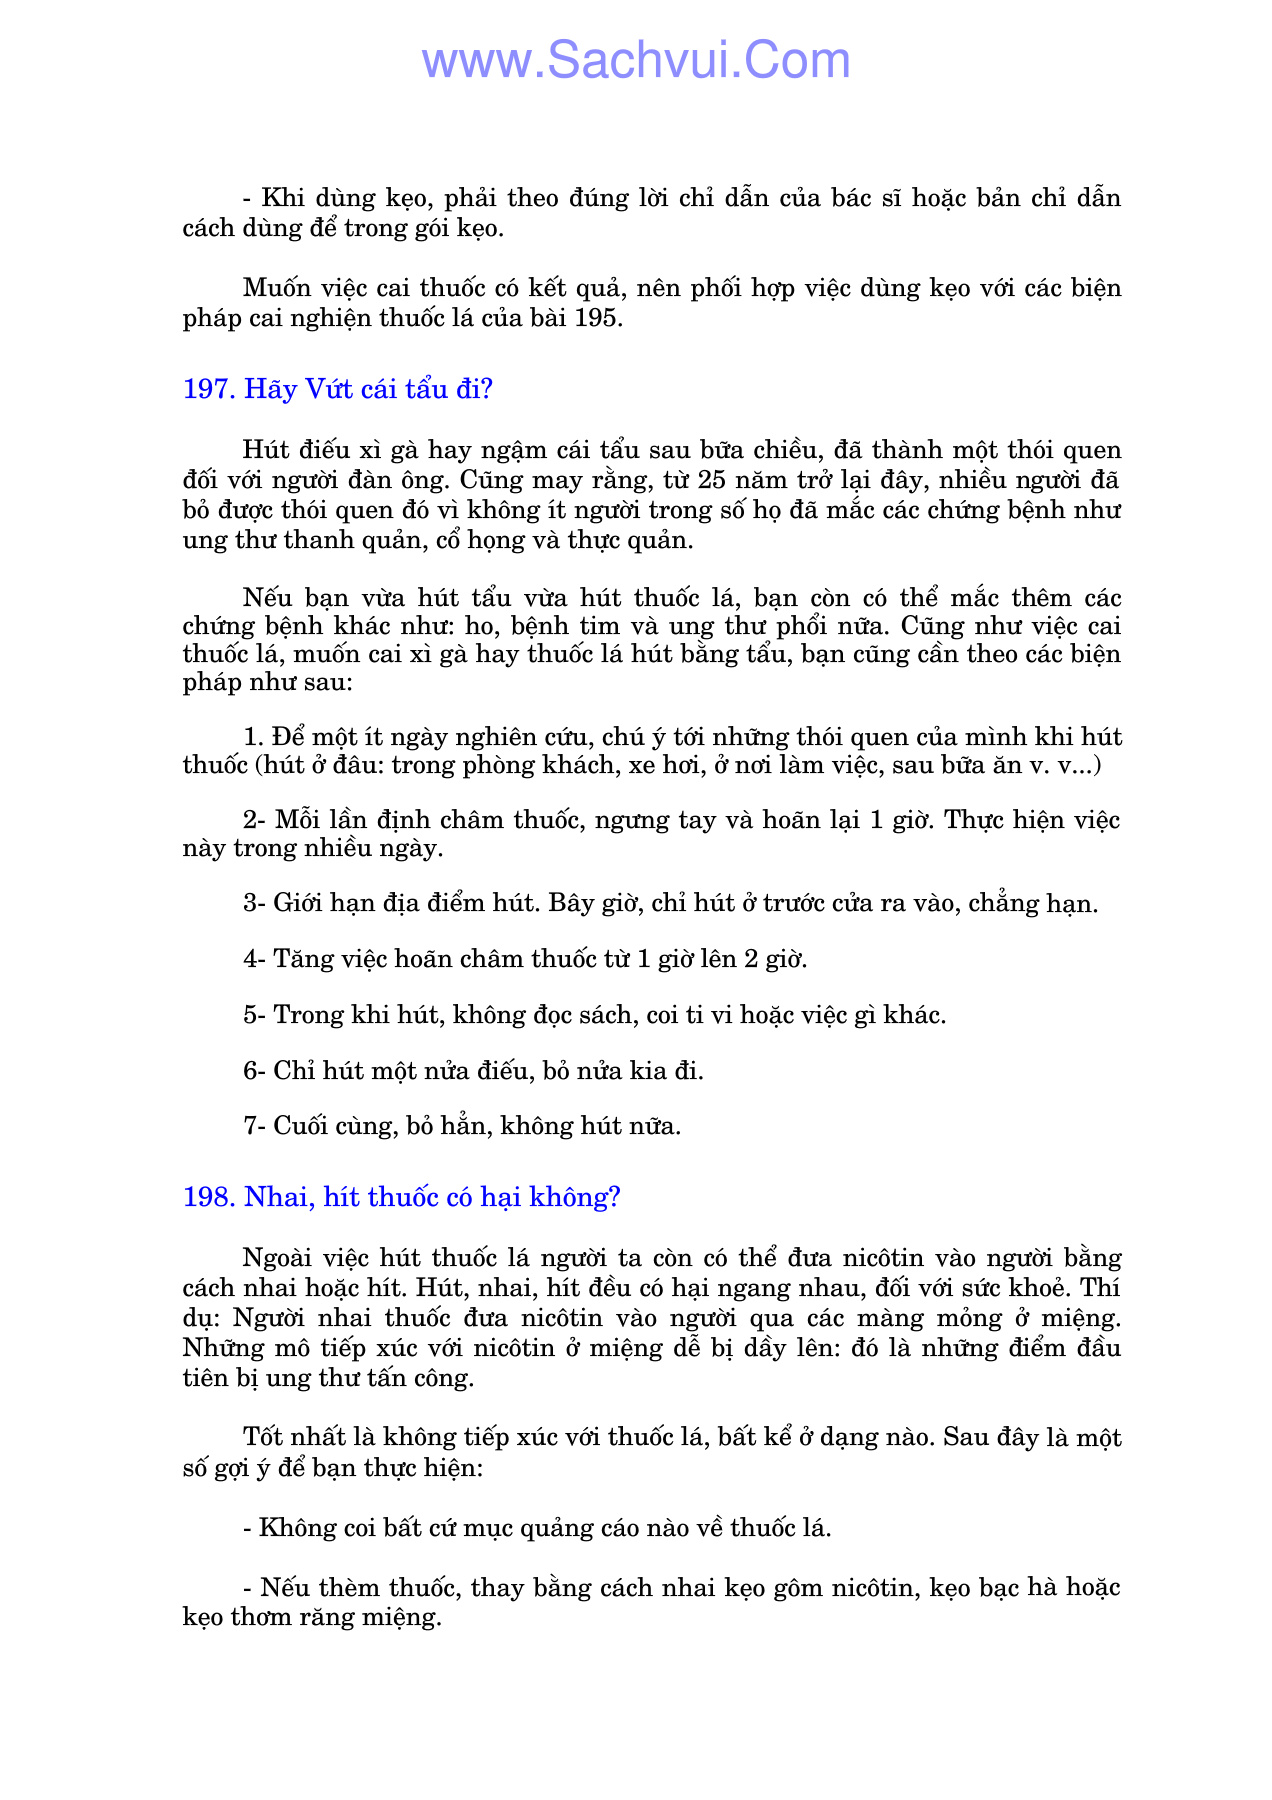 www.Sachvui.Com
- Khi dùng kẹo, phải theo đúng lời chỉ dẫn của bác sĩ hoặc bản chỉ dẫn
cách dùng để trong gói kẹo.
Muốn việc cai thuốc có kết quả, nên phối hợp việc dùng kẹo với các biện
pháp cai nghiện thuốc lá của bài 195.
197. Hãy Vứt cái tẩu đi?
Hút điếu xì gà hay ngậm cái tẩu sau bữa chiều, đã thành một thói quen
đối với người đàn ông. Cũng may rằng, từ 25 năm trở lại đây, nhiều người đã
bỏ được thói quen đó vì không ít người trong số họ đã mắc các chứng bệnh như
ung thư thanh quản, cổ họng và thực quản.
Nếu bạn vừa hút tẩu vừa hút thuốc lá, bạn còn có thể mắc thêm các
chứng bệnh khác như: ho, bệnh tim và ung thư phổi nữa. Cũng như việc cai
thuốc lá, muốn cai xì gà hay thuốc lá hút bằng tẩu, bạn cũng cần theo các biện
pháp như sau:
1. Để một ít ngày nghiên cứu, chú ý tới những thói quen của mình khi hút
thuốc (hút ở đâu: trong phòng khách, xe hơi, ở nơi làm việc, sau bữa ăn v. v...)
2- Mỗi lần định châm thuốc, ngưng tay và hoãn lại 1 giờ. Thực hiện việc
này trong nhiều ngày.
3- Giới hạn địa điểm hút. Bây giờ, chỉ hút ở trước cửa ra vào, chẳng hạn.
4- Tăng việc hoãn châm thuốc từ 1 giờ lên 2 giờ.
5- Trong khi hút, không đọc sách, coi ti vi hoặc việc gì khác.
6- Chỉ hút một nửa điếu, bỏ nửa kia đi.
7- Cuối cùng, bỏ hẳn, không hút nữa.
198. Nhai, hít thuốc có hại không?
Ngoài việc hút thuốc lá người ta còn có thể đưa nicôtin vào người bằng
cách nhai hoặc hít. Hút, nhai, hít đều có hại ngang nhau, đối với sức khoẻ. Thí
dụ: Người nhai thuốc đưa nicôtin vào người qua các màng mỏng ở miệng.
Những mô tiếp xúc với nicôtin ở miệng dễ bị dầy lên: đó là những điểm đầu
tiên bị ung thư tấn công.
Tốt nhất là không tiếp xúc với thuốc lá, bất kể ở dạng nào. Sau đây là một
số gợi ý để bạn thực hiện:
- Không coi bất cứ mục quảng cáo nào về thuốc lá.
- Nếu thèm thuốc, thay bằng cách nhai kẹo gôm nicôtin, kẹo bạc hà hoặc
kẹo thơm răng miệng.